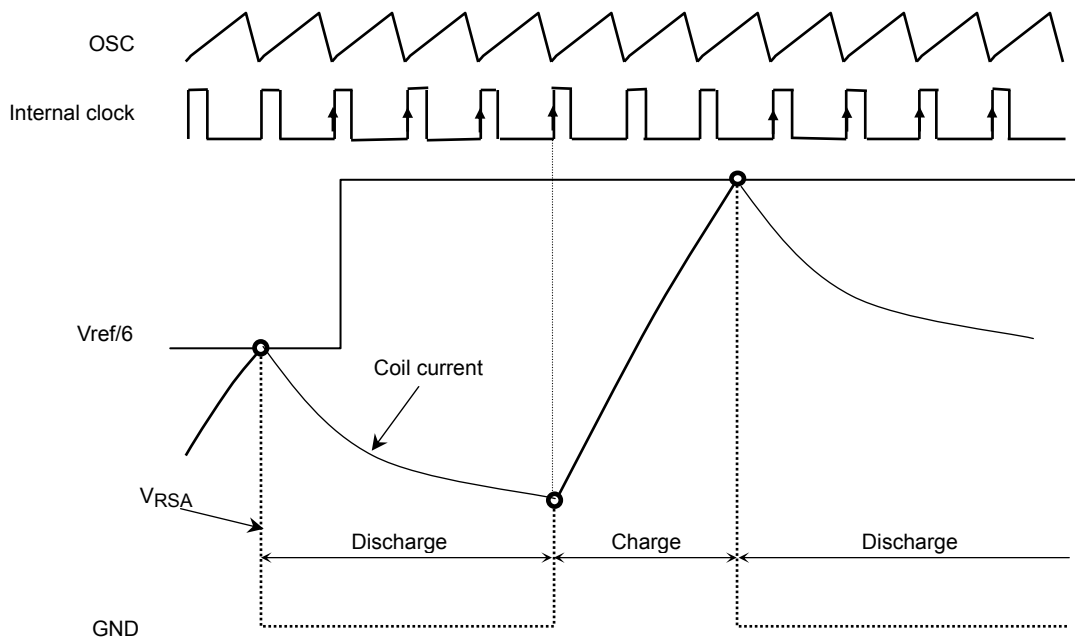 OSC
Internal clock
Vref/6
Coil current
VRSA
Discharge
Charge
Discharge
GND